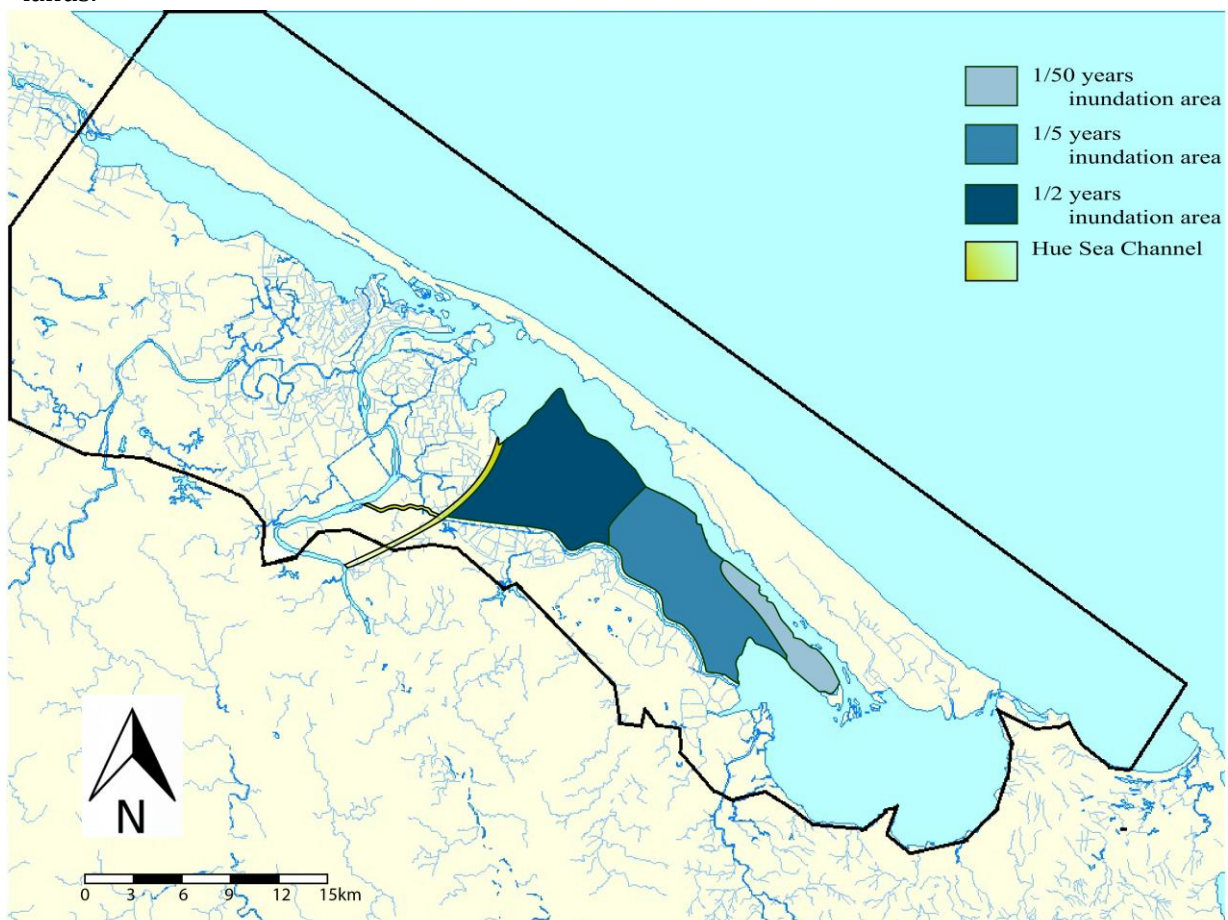 1/50 years
inundation area
1/5 years
inundation area
1/2 years
inundation area
Hue Sea Channel
N
0 3 6 9 12 15km